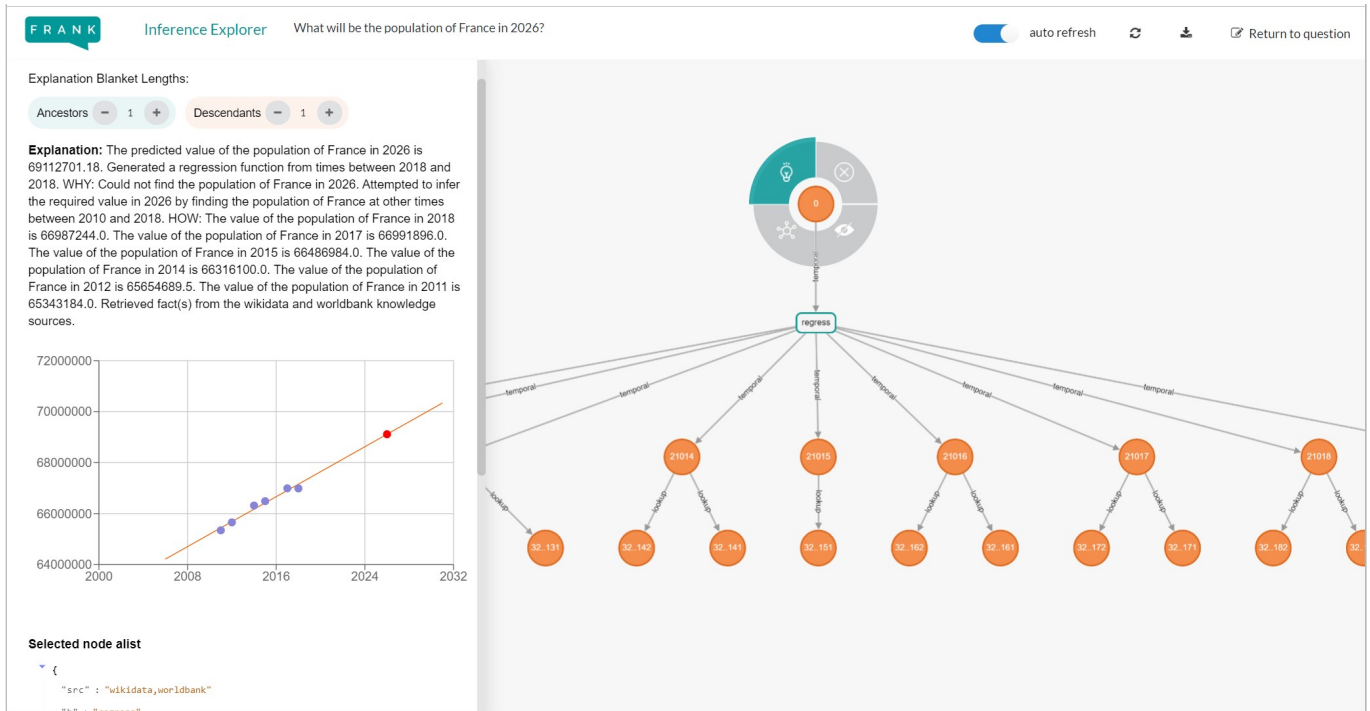 FRANK
Inference Explorer
What will be the population of France in 2026?
auto refresh
Return to question
Explanation Blanket Lengths:
Ancestors − 1 +
Descendants − 1 +
Explanation: The predicted value of the population of France in 2026 is
69112701.18. Generated a regression function from times between 2018 and
2018. WHY: Could not find the population of France in 2026. Attempted to infer
the required value in 2026 by finding the population of France at other times
between 2010 and 2018. HOW: The value of the population of France in 2018
is 66987244.0. The value of the population of France in 2017 is 66991896.0.
The value of the population of France in 2015 is 66486984.0. The value of the
population of France in 2014 is 66316100.0. The value of the population of
France in 2012 is 65654689.5. The value of the population of France in 2011 is
65343184.0. Retrieved fact(s) from the wikidata and worldbank knowledge
sources.
72000000
70000000
68000000
66000000
64000000
2000 2008 2016 2024 2032
Selected node alist
{
"src" : "wikidata,worldbank"
0
temporal
regress
temporal temporal temporal temporal temporal temporal temporal temporal
21014 21015 21016 21017 21018
lookup lookup lookup lookup lookup lookup lookup lookup lookup lookup
32..131 32..142 32..141 32..151 32..162 32..161 32..172 32..171 32..182